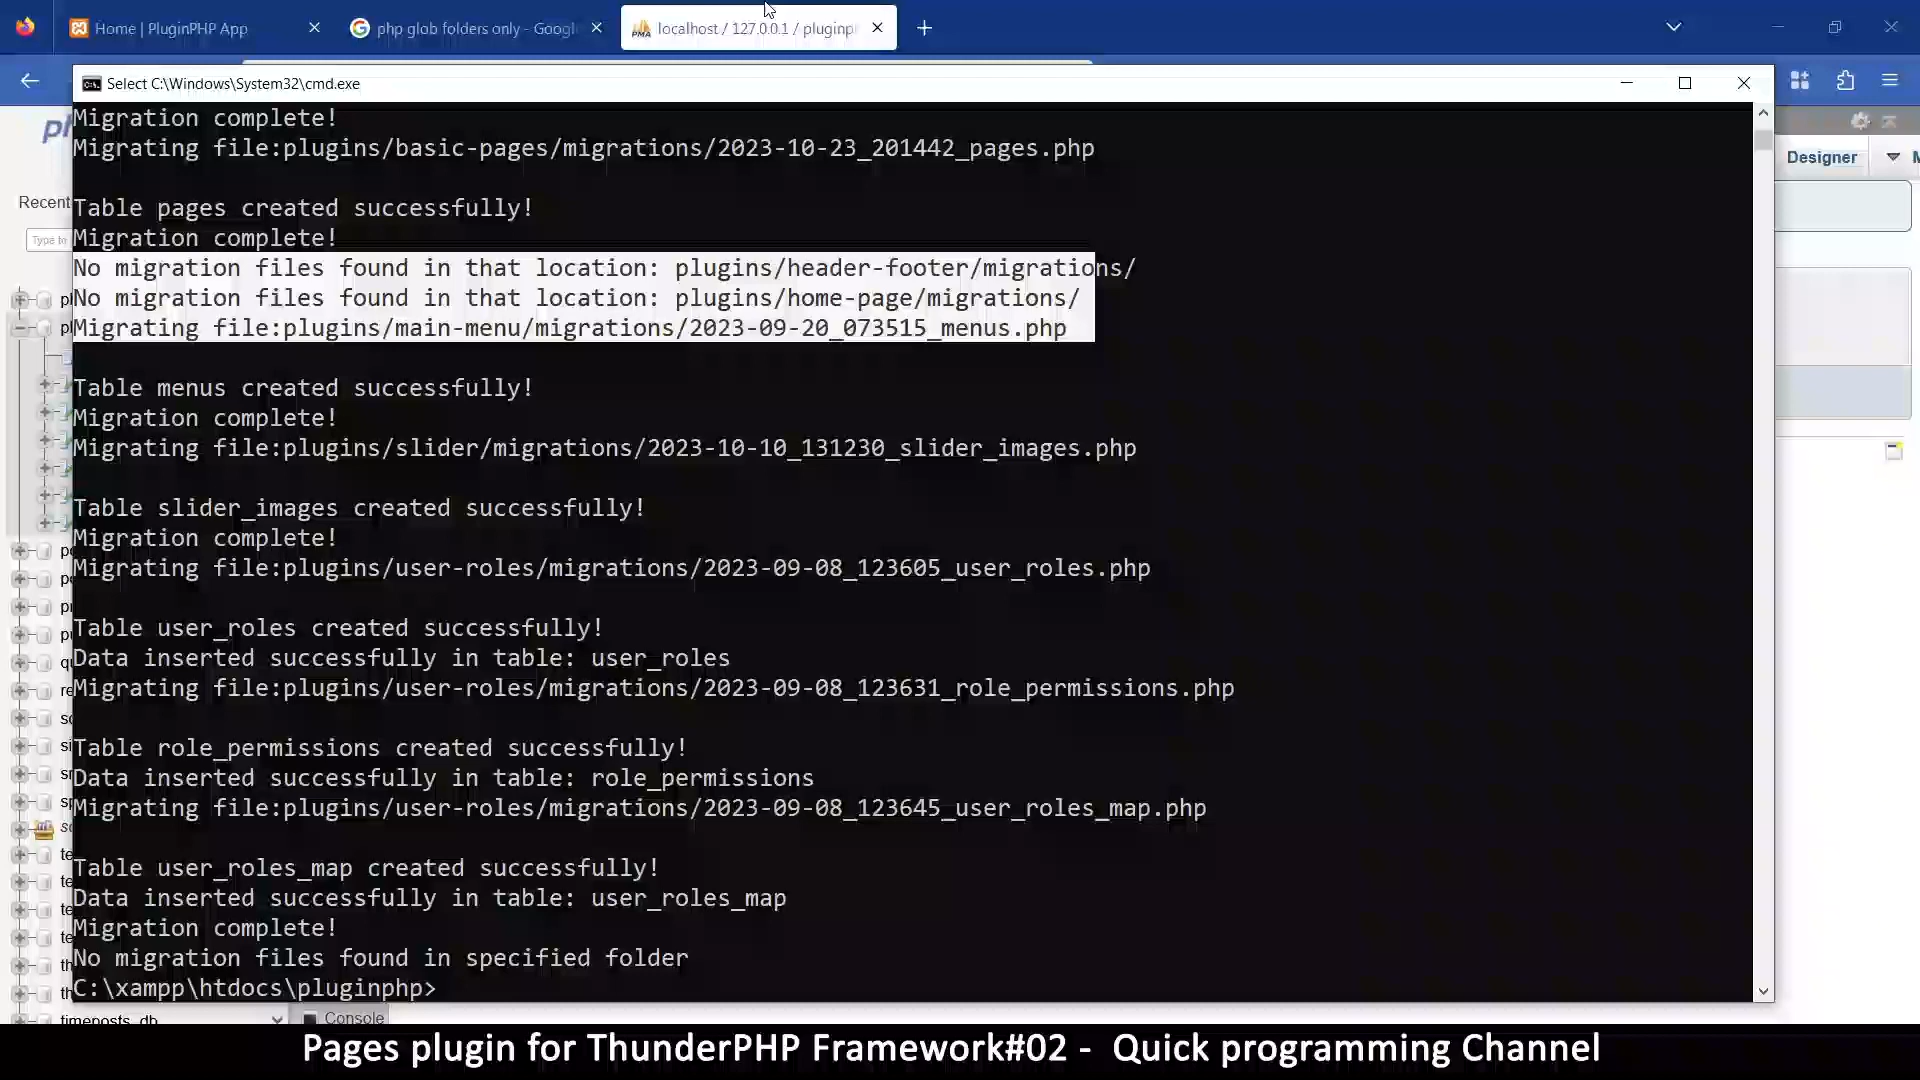 Home | PluginPHP App
php glob folders only - Google
localhost / 127.0.0.1 / pluginp
Select C:\Windows\System32\cmd.exe
Migration complete!
Migrating file:plugins/basic-pages/migrations/2023-10-23_201442_pages.php
Designer
Recent
Table pages created successfully!
Type to
Migration complete!
No migration files found in that location: plugins/header-footer/migrations/
No migration files found in that location: plugins/home-page/migrations/
Migrating file:plugins/main-menu/migrations/2023-09-20_073515_menus.php
Table menus created successfully!
Migration complete!
Migrating file:plugins/slider/migrations/2023-10-10_131230_slider_images.php
Table slider_images created successfully!
Migration complete!
Migrating file:plugins/user-roles/migrations/2023-09-08_123605_user_roles.php
Table user_roles created successfully!
Data inserted successfully in table: user_roles
Migrating file:plugins/user-roles/migrations/2023-09-08_123631_role_permissions.php
Table role_permissions created successfully!
Data inserted successfully in table: role_permissions
Migrating file:plugins/user-roles/migrations/2023-09-08_123645_user_roles_map.php
Table user_roles_map created successfully!
Data inserted successfully in table: user_roles_map
Migration complete!
No migration files found in specified folder
C:\xampp\htdocs\pluginphp>
timeposts_db
Console
Pages plugin for ThunderPHP Framework#02 - Quick programming Channel